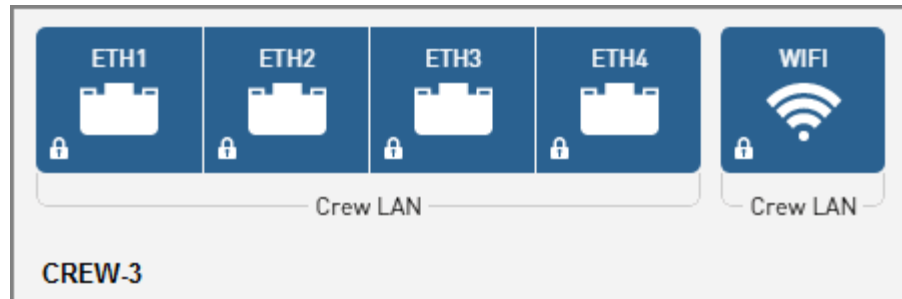 ETH1 ETH2 ETH3 ETH4 WIFI
Crew LAN Crew LAN
CREW-3